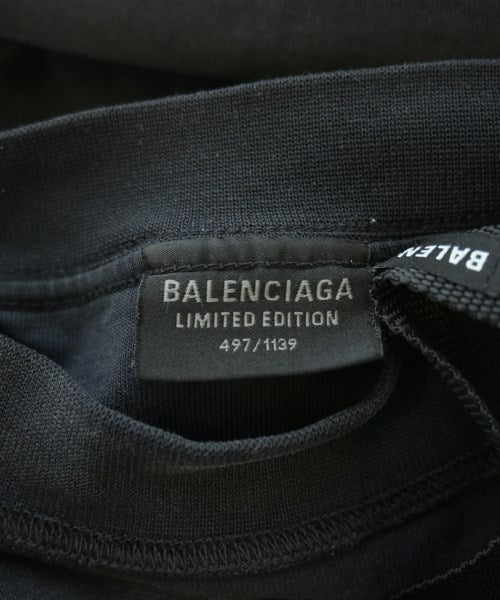 BALENCIAGA
LIMITED EDITION
497/1139
BALEN